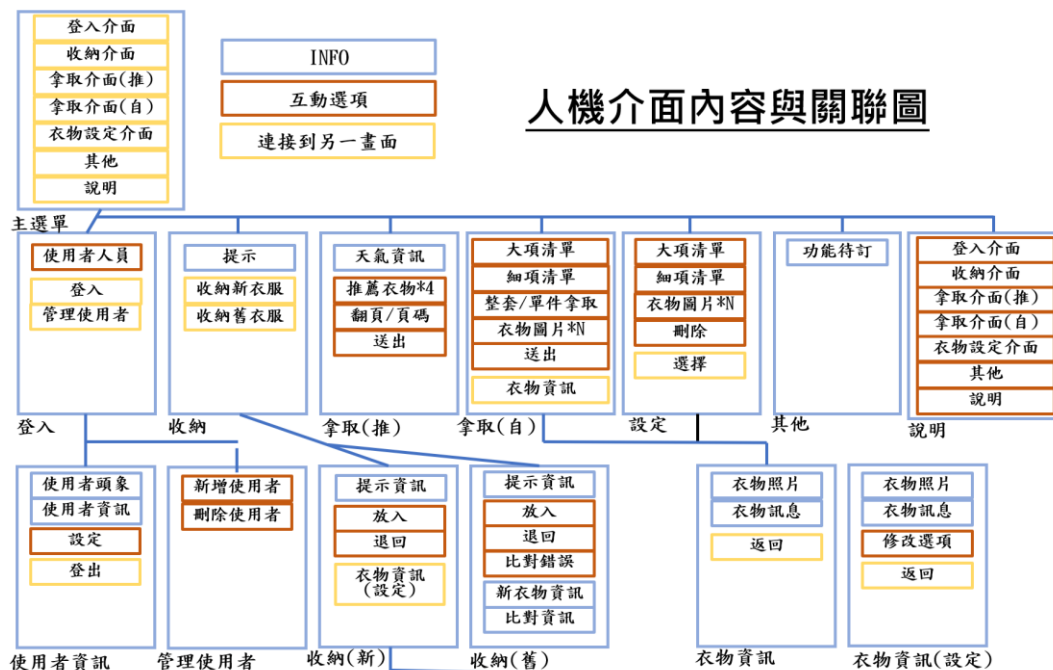 登入介面
收納介面
拿取介面(推)
拿取介面(自)
衣物設定介面
其他
說明
主選單
INFO
互動選項
連接到另一畫面
人機介面內容與關聯圖
使用者人員
登入
管理使用者
登入
提示
收納新衣服
收納舊衣服
收納
天氣資訊
推薦衣物*4
翻頁/頁碼
送出
拿取(推)
大項清單
細項清單
整套/單件拿取
衣物圖片*N
送出
衣物資訊
拿取(自)
大項清單
細項清單
衣物圖片*N
刪除
選擇
設定
功能待訂
其他
登入介面
收納介面
拿取介面(推)
拿取介面(自)
衣物設定介面
其他
說明
說明
使用者頭象
使用者資訊
設定
登出
使用者資訊
新增使用者
刪除使用者
管理使用者
提示資訊
放入
退回
衣物資訊
(設定)
收納(新)
提示資訊
放入
退回
比對錯誤
新衣物資訊
比對資訊
收納(舊)
衣物照片
衣物訊息
返回
衣物資訊
衣物照片
衣物訊息
修改選項
返回
衣物資訊(設定)